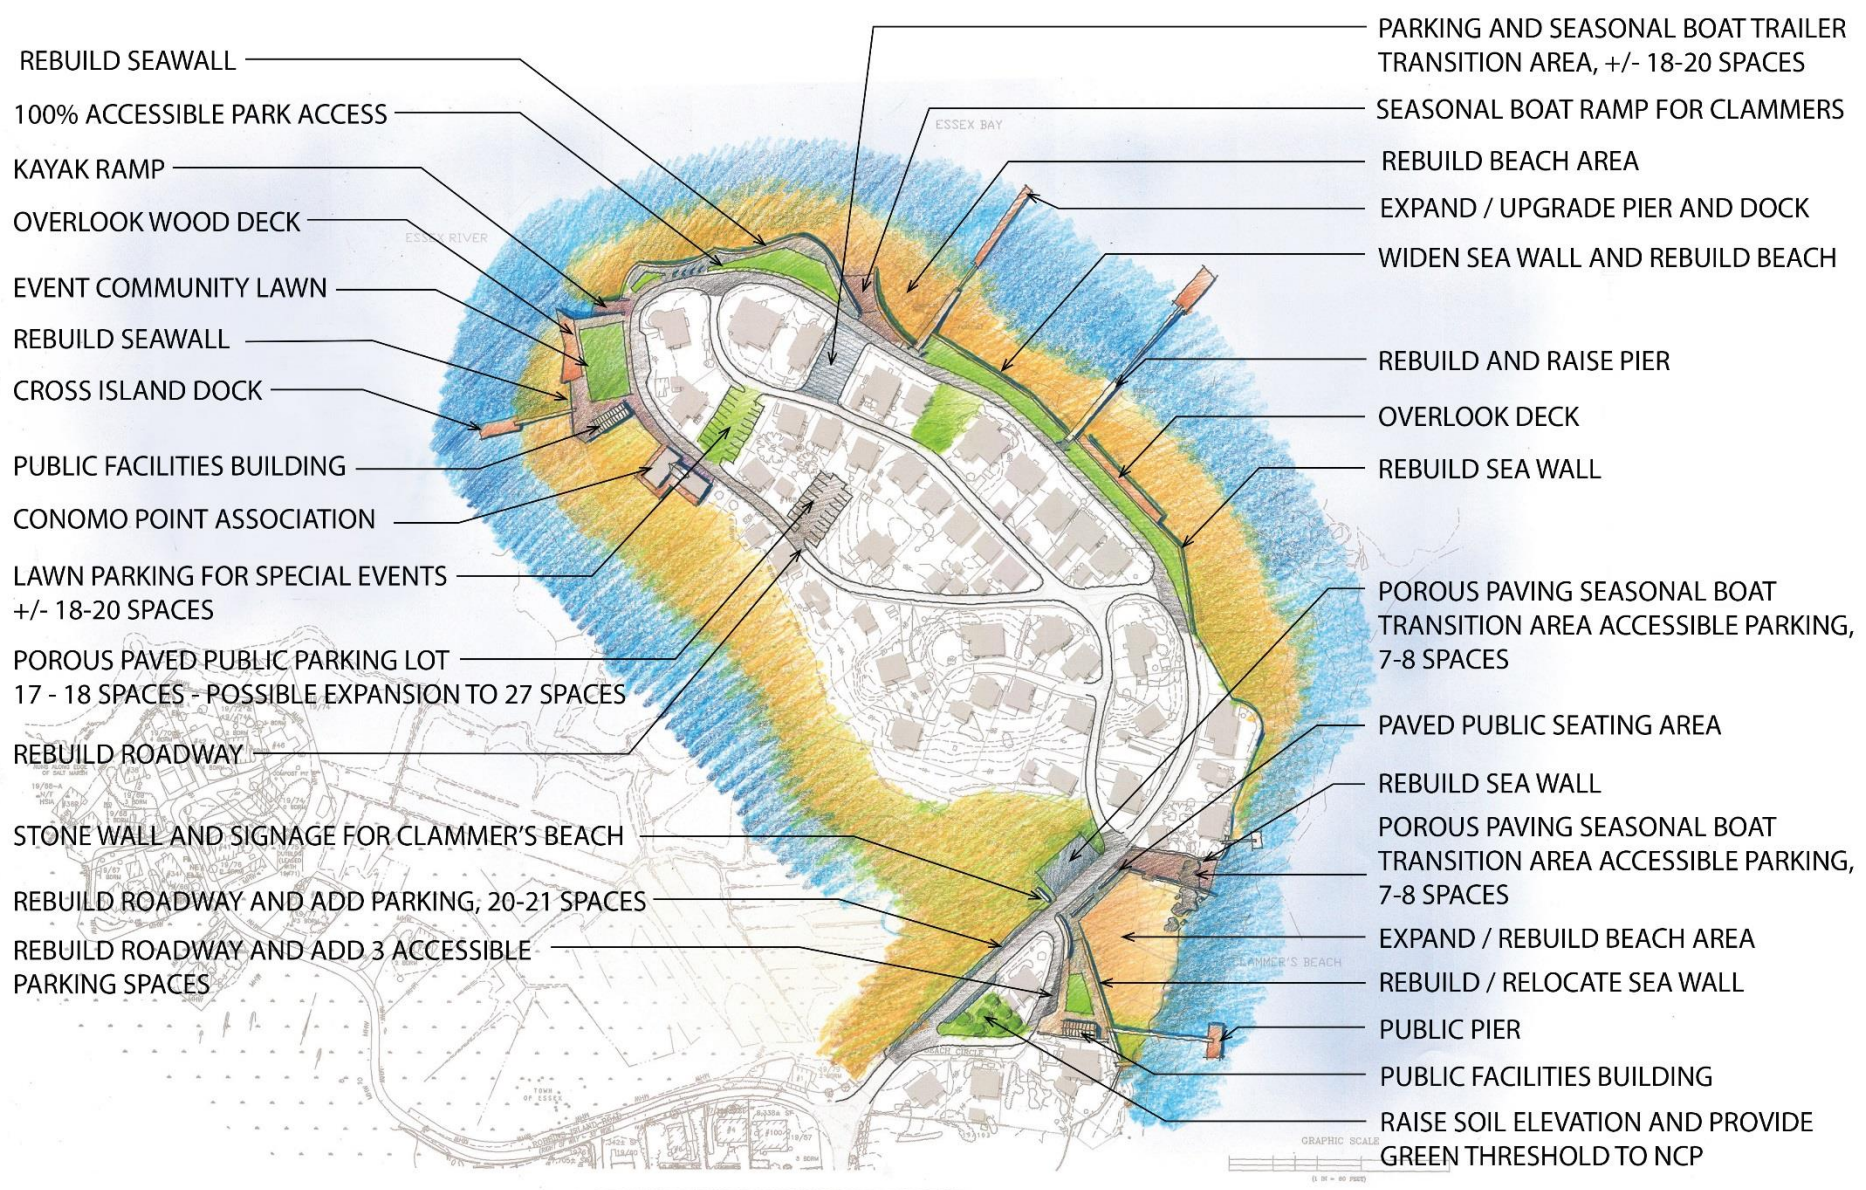 REBUILD SEAWALL
100% ACCESSIBLE PARK ACCESS
KAYAK RAMP
OVERLOOK WOOD DECK
EVENT COMMUNITY LAWN
REBUILD SEAWALL
CROSS ISLAND DOCK
PUBLIC FACILITIES BUILDING
CONOMO POINT ASSOCIATION
LAWN PARKING FOR SPECIAL EVENTS
+/- 18-20 SPACES
POROUS PAVED PUBLIC PARKING LOT
17 - 18 SPACES - POSSIBLE EXPANSION TO 27 SPACES
REBUILD ROADWAY
STONE WALL AND SIGNAGE FOR CLAMMER'S BEACH
REBUILD ROADWAY AND ADD PARKING, 20-21 SPACES
REBUILD ROADWAY AND ADD 3 ACCESSIBLE
PARKING SPACES
ESSEX RIVER
ESSEX BAY
CLAMMER'S BEACH
BEACH CIRCLE
TOWN
OF ESSEX
PARKING AND SEASONAL BOAT TRAILER
TRANSITION AREA, +/- 18-20 SPACES
SEASONAL BOAT RAMP FOR CLAMMERS
REBUILD BEACH AREA
EXPAND / UPGRADE PIER AND DOCK
WIDEN SEA WALL AND REBUILD BEACH
REBUILD AND RAISE PIER
OVERLOOK DECK
REBUILD SEA WALL
POROUS PAVING SEASONAL BOAT
TRANSITION AREA ACCESSIBLE PARKING,
7-8 SPACES
PAVED PUBLIC SEATING AREA
REBUILD SEA WALL
POROUS PAVING SEASONAL BOAT
TRANSITION AREA ACCESSIBLE PARKING,
7-8 SPACES
EXPAND / REBUILD BEACH AREA
REBUILD / RELOCATE SEA WALL
PUBLIC PIER
PUBLIC FACILITIES BUILDING
RAISE SOIL ELEVATION AND PROVIDE
GREEN THRESHOLD TO NCP
GRAPHIC SCALE